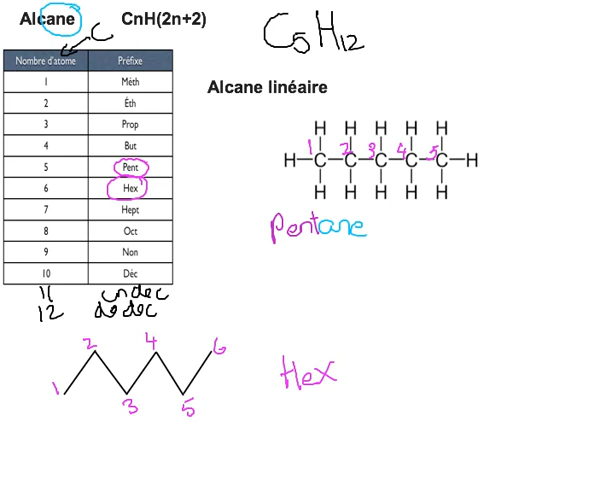 Alcane CnH(2n+2) C5H12
C
Nombre d'atome Préfixe
1 Méth
2 Éth
3 Prop
4 But
5 Pent
6 Hex
7 Hept
8 Oct
9 Non
10 Déc
11 undec
12 dodec
Alcane linéaire
H H H H H
1 2 3 4 5
H-C-C-C-C-C-H
H H H H H
Pentane
2 4 6
1 3 5
Hex